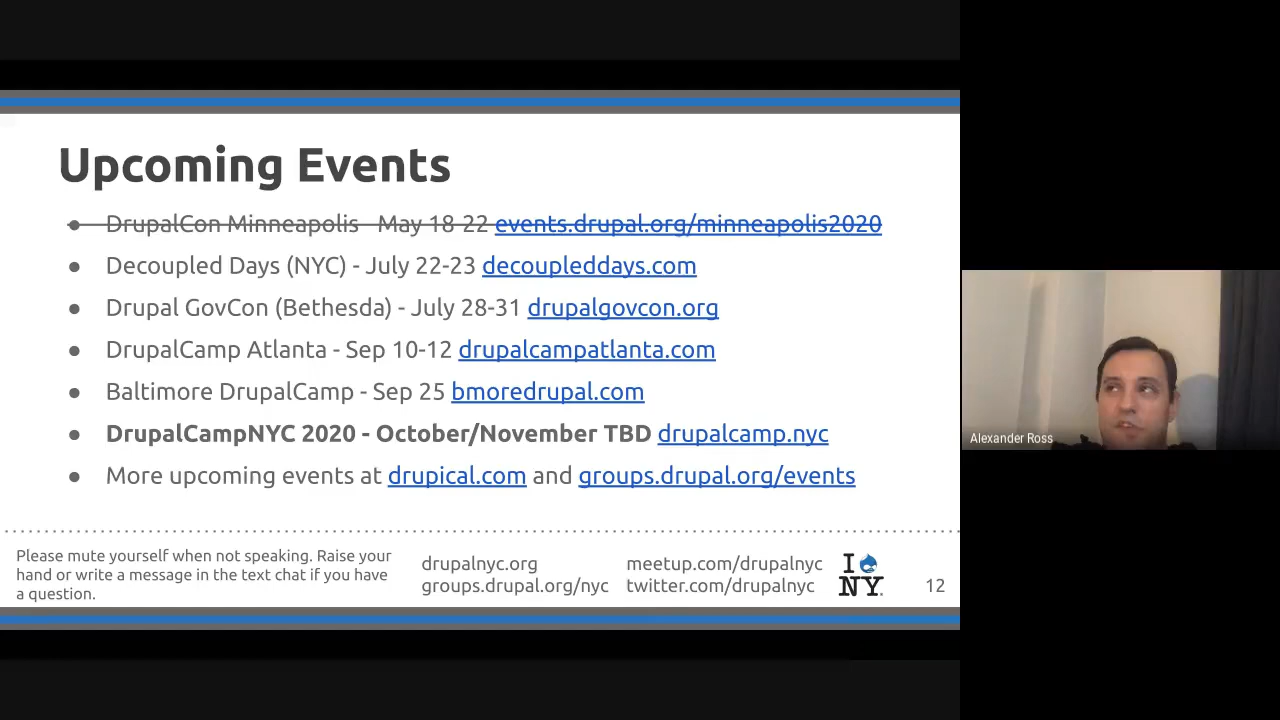 Upcoming Events
● DrupalCon Minneapolis - May 18-22 events.drupal.org/minneapolis2020
● Decoupled Days (NYC) - July 22-23 decoupleddays.com
● Drupal GovCon (Bethesda) - July 28-31 drupalgovcon.org
● DrupalCamp Atlanta - Sep 10-12 drupalcampatlanta.com
● Baltimore DrupalCamp - Sep 25 bmoredrupal.com
● DrupalCampNYC 2020 - October/November TBD drupalcamp.nyc
● More upcoming events at drupical.com and groups.drupal.org/events
Please mute yourself when not speaking. Raise your
hand or write a message in the text chat if you have
a question.
drupalnyc.org
groups.drupal.org/nyc
meetup.com/drupalnyc
twitter.com/drupalnyc
I
NY
12
Alexander Ross